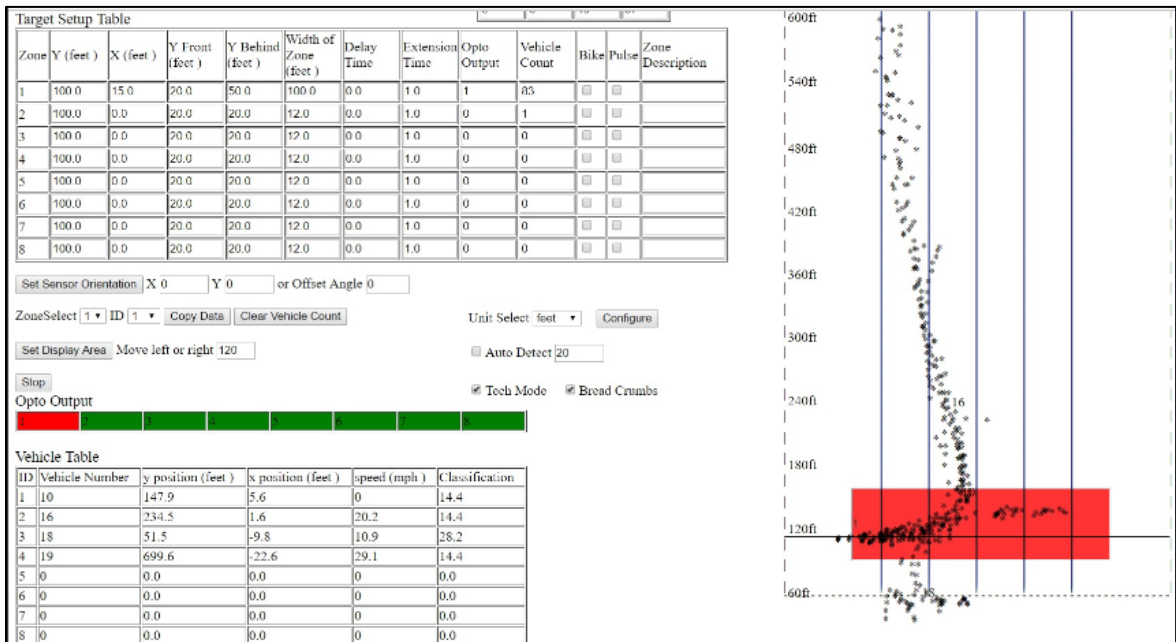 Target Setup Table
Zone Y (feet ) X (feet ) Y Front (feet ) Y Behind (feet ) Width of Zone (feet ) Delay Time Extension Time Opto Output Vehicle Count Bike Pulse Zone Description
1 100.0 15.0 20.0 50.0 100.0 0.0 1.0 1 83
2 100.0 0.0 20.0 20.0 12.0 0.0 1.0 0 1
3 100.0 0.0 20.0 20.0 12.0 0.0 1.0 0 0
4 100.0 0.0 20.0 20.0 12.0 0.0 1.0 0 0
5 100.0 0.0 20.0 20.0 12.0 0.0 1.0 0 0
6 100.0 0.0 20.0 20.0 12.0 0.0 1.0 0 0
7 100.0 0.0 20.0 20.0 12.0 0.0 1.0 0 0
8 100.0 0.0 20.0 20.0 12.0 0.0 1.0 0 0
Set Sensor Orientation X 0 Y 0 or Offset Angle 0
ZoneSelect 1 ID 1 Copy Data Clear Vehicle Count Unit Select feet Configure
Set Display Area Move left or right 120 Auto Detect 20
Stop Tech Mode Bread Crumbs
Opto Output
1 2 3 4 5 6 7 8
Vehicle Table
ID Vehicle Number y position (feet ) x position (feet ) speed (mph ) Classification
1 10 147.9 5.6 0 14.4
2 16 234.5 1.6 20.2 14.4
3 18 51.5 -9.8 10.9 28.2
4 19 699.6 -22.6 29.1 14.4
5 0 0.0 0.0 0 0.0
6 0 0.0 0.0 0 0.0
7 0 0.0 0.0 0 0.0
8 0 0.0 0.0 0 0.0
600ft
540ft
480ft
420ft
360ft
300ft
240ft
16
180ft
120ft
1
60ft
18